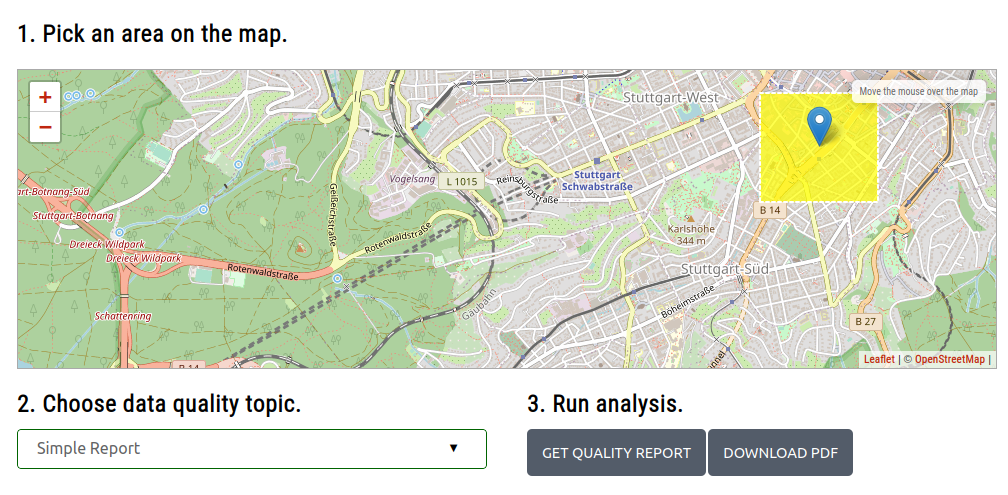 1. Pick an area on the map.
+
−
Move the mouse over the map
Stuttgart-West
Vogelsang
L 1015
Reinsburgstraße
Stuttgart
Schwabstraße
Geißeichstraße
rt-Botnang-Süd
Stuttgart-Botnang
B 14
Karlshöhe
344 m
Dreieck Wildpark
Dreieck Wildpark
Rotenwaldstraße
Rotenwaldstraße
Stuttgart-Süd
Böheimstraße
Gäubahn
Schattenring
B 27
B 14
nnel
Leaflet | © OpenStreetMap |
2. Choose data quality topic.
3. Run analysis.
Simple Report ▼
GET QUALITY REPORT
DOWNLOAD PDF